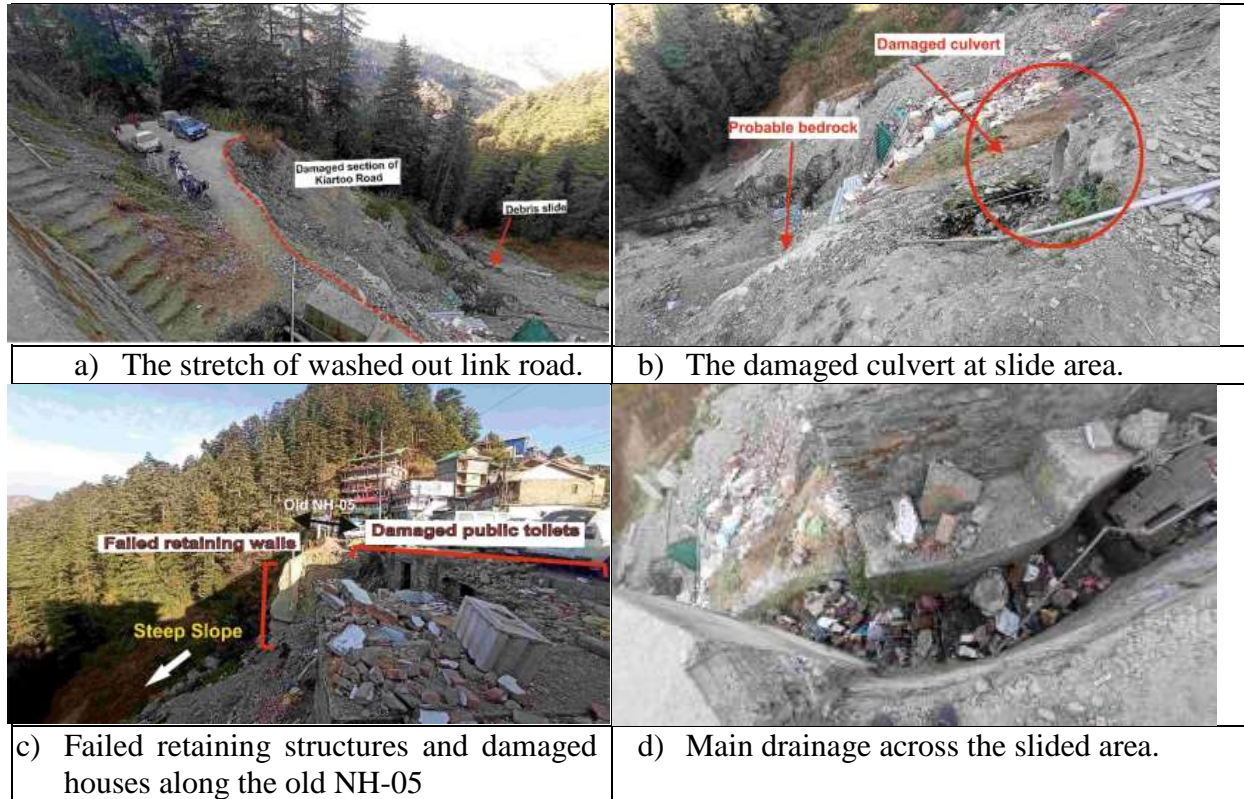 Damaged section of
Kiartoo Road
Debris slide
Damaged culvert
Probable bedrock
a) The stretch of washed out link road.
b) The damaged culvert at slide area.
Old NH-05
Failed retaining walls
Damaged public toilets
Steep Slope
c) Failed retaining structures and damaged
houses along the old NH-05
d) Main drainage across the slided area.